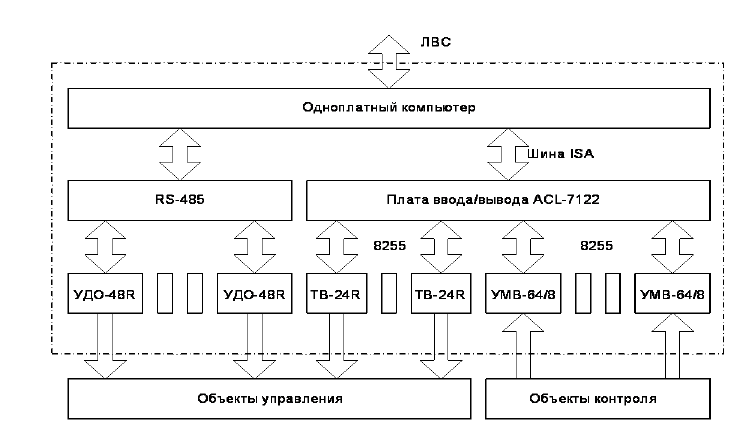 ЛВС
Одноплатный компьютер
Шина ISA
RS-485
Плата ввода/вывода ACL-7122
8255
8255
УДО-48R
УДО-48R
ТВ-24R
ТВ-24R
УМВ-64/8
УМВ-64/8
Объекты управления
Объекты контроля